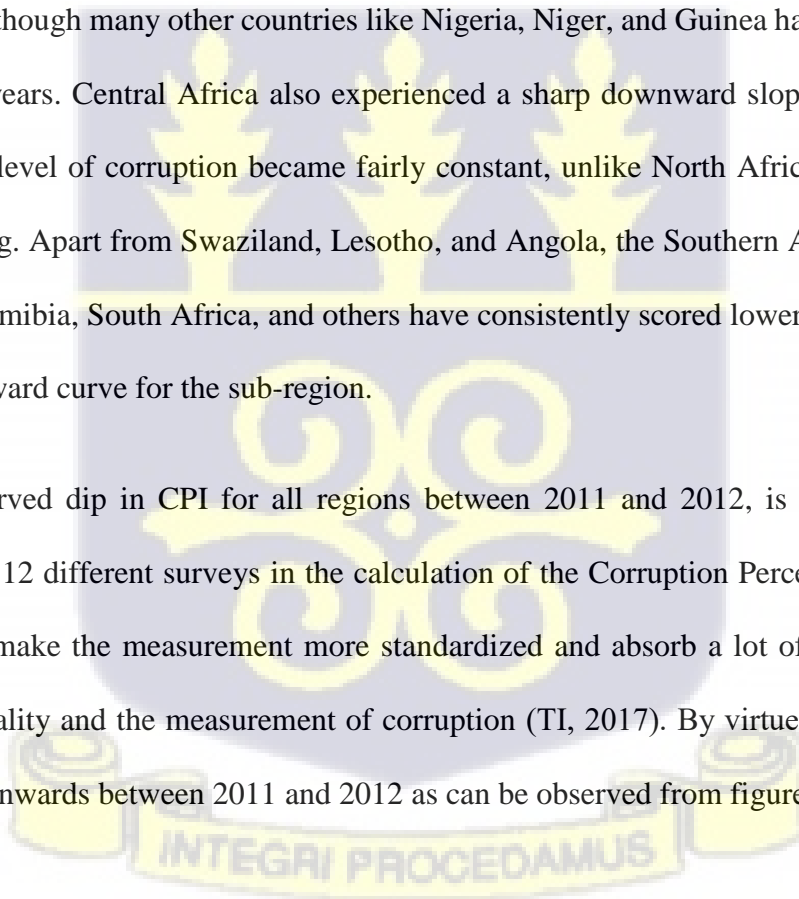 though many other countries like Nigeria, Niger, and Guinea ha
years. Central Africa also experienced a sharp downward slop
level of corruption became fairly constant, unlike North Afric
g. Apart from Swaziland, Lesotho, and Angola, the Southern A
mibia, South Africa, and others have consistently scored lower
ward curve for the sub-region.
rved dip in CPI for all regions between 2011 and 2012, is
12 different surveys in the calculation of the Corruption Perce
make the measurement more standardized and absorb a lot of
ality and the measurement of corruption (TI, 2017). By virtue
nwards between 2011 and 2012 as can be observed from figure
INTEGRI PROCEDAMUS